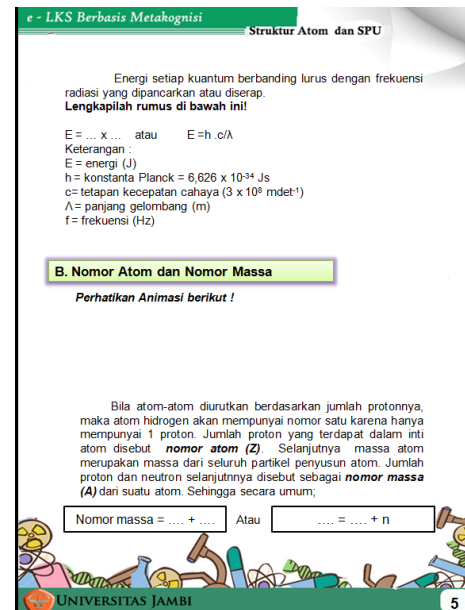 e - LKS Berbasis Metakognisi
Struktur Atom dan SPU
Energi setiap kuantum berbanding lurus dengan frekuensi
radiasi yang dipancarkan atau diserap.
Lengkapilah rumus di bawah ini!
E = ... x ... atau E =h .c/λ
Keterangan :
E = energi (J)
h = konstanta Planck = 6,626 x 10⁻³⁴ Js
c= tetapan kecepatan cahaya (3 x 10⁸ mdet⁻¹)
Λ = panjang gelombang (m)
f = frekuensi (Hz)
B. Nomor Atom dan Nomor Massa
Perhatikan Animasi berikut !
Bila atom-atom diurutkan berdasarkan jumlah protonnya,
maka atom hidrogen akan mempunyai nomor satu karena hanya
mempunyai 1 proton. Jumlah proton yang terdapat dalam inti
atom disebut nomor atom (Z). Selanjutnya massa atom
merupakan massa dari seluruh partikel penyusun atom. Jumlah
proton dan neutron selanjutnnya disebut sebagai nomor massa
(A) dari suatu atom. Sehingga secara umum;
Nomor massa = .... + .... Atau .... = .... + n
UNIVERSITAS JAMBI
5